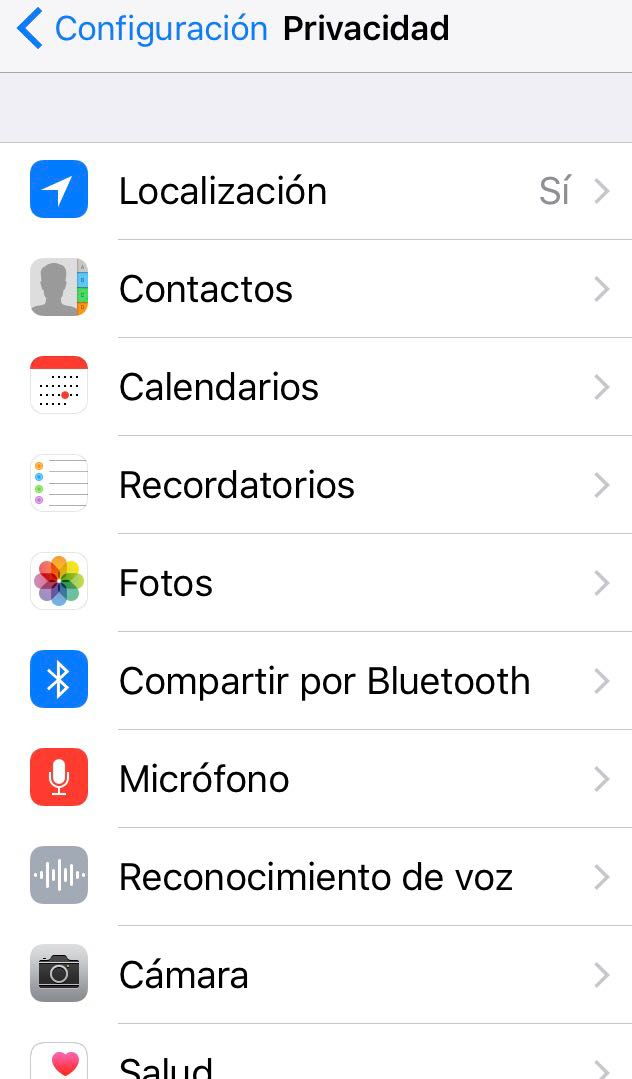 Configuración Privacidad
Localización Sí
Contactos
Calendarios
Recordatorios
Fotos
Compartir por Bluetooth
Micrófono
Reconocimiento de voz
Cámara
Salud